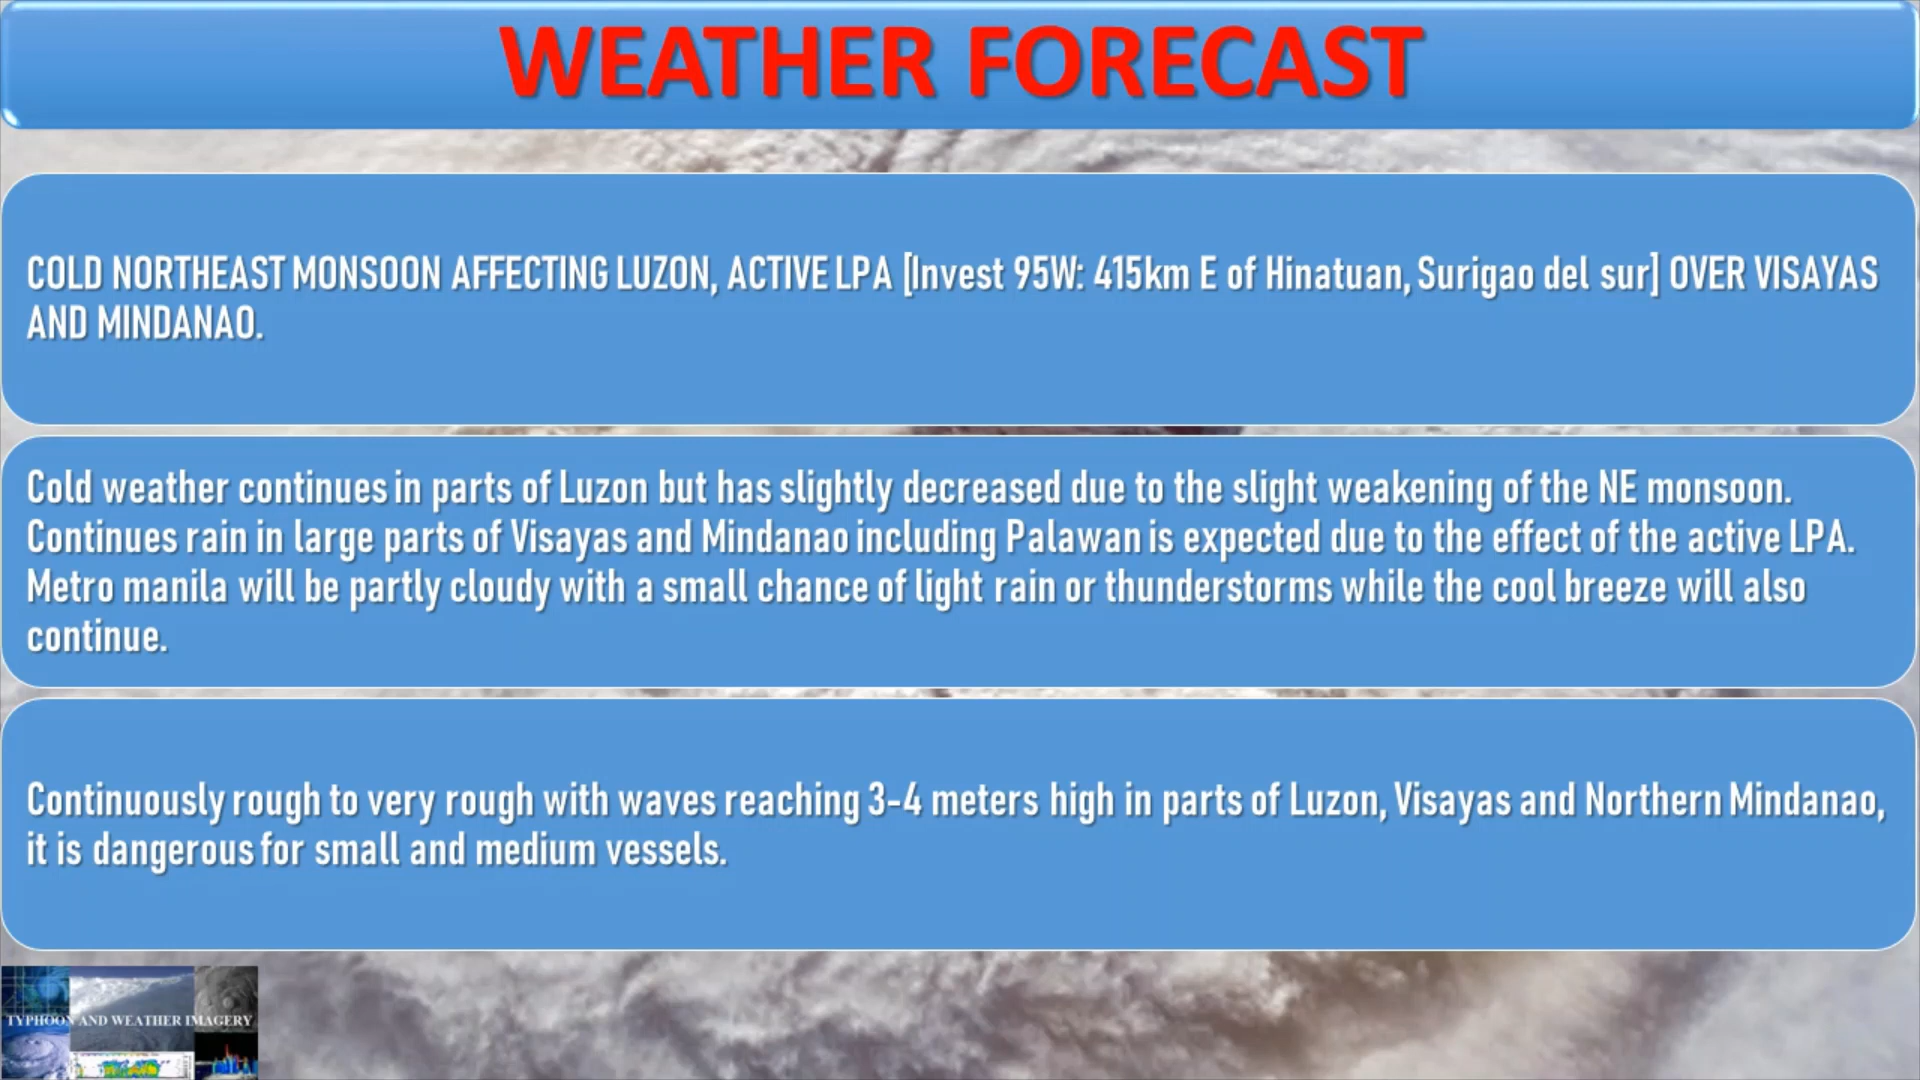 WEATHER FORECAST
COLD NORTHEAST MONSOON AFFECTING LUZON, ACTIVE LPA [Invest 95W: 415km E of Hinatuan, Surigao del sur] OVER VISAYAS
AND MINDANAO.
Cold weather continues in parts of Luzon but has slightly decreased due to the slight weakening of the NE monsoon.
Continues rain in large parts of Visayas and Mindanao including Palawan is expected due to the effect of the active LPA.
Metro manila will be partly cloudy with a small chance of light rain or thunderstorms while the cool breeze will also
continue.
Continuously rough to very rough with waves reaching 3-4 meters high in parts of Luzon, Visayas and Northern Mindanao,
it is dangerous for small and medium vessels.
TYPHOON AND WEATHER IMAGERY